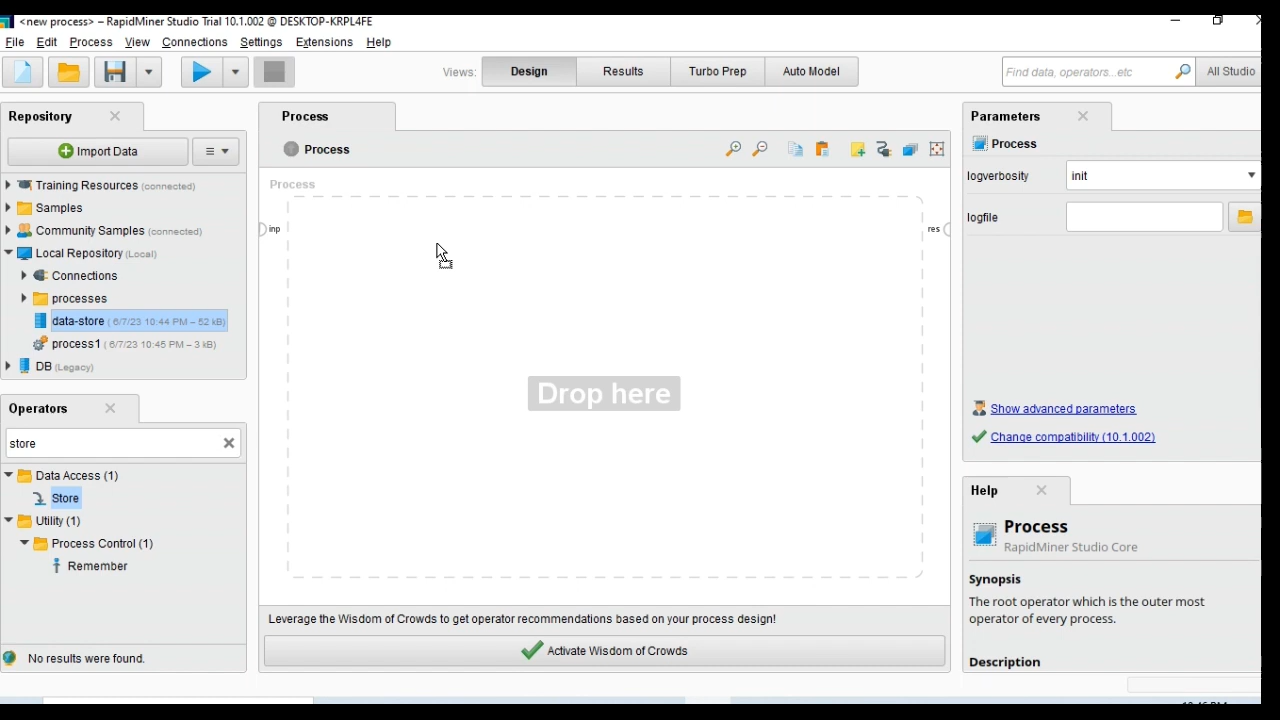 <new process> – RapidMiner Studio Trial 10.1.002 @ DESKTOP-KRPL4FE
File Edit Process View Connections Settings Extensions Help
Views: Design Results Turbo Prep Auto Model
Find data, operators...etc
All Studio
Repository
Import Data
Training Resources (connected)
Samples
Community Samples (connected)
Local Repository (Local)
Connections
processes
data-store ( 6/7/23 10:44 PM – 52 kB)
process1 ( 6/7/23 10:45 PM – 3 kB)
DB (Legacy)
Operators
store
Data Access (1)
Store
Utility (1)
Process Control (1)
Remember
No results were found.
Process
Process
Process
inp
res
Drop here
Leverage the Wisdom of Crowds to get operator recommendations based on your process design!
Activate Wisdom of Crowds
Parameters
Process
logverbosity
init
logfile
Show advanced parameters
Change compatibility (10.1.002)
Help
Process
RapidMiner Studio Core
Synopsis
The root operator which is the outer most
operator of every process.
Description